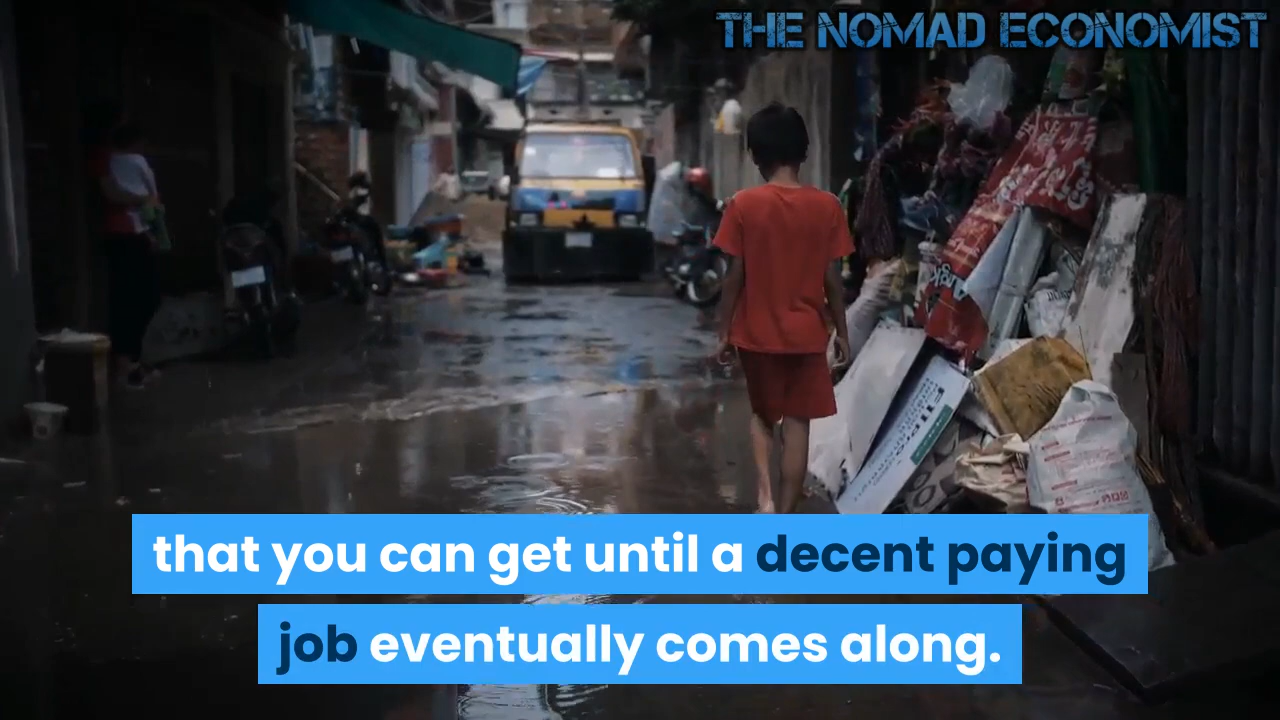 THE NOMAD ECONOMIST
that you can get until a decent paying
job eventually comes along.